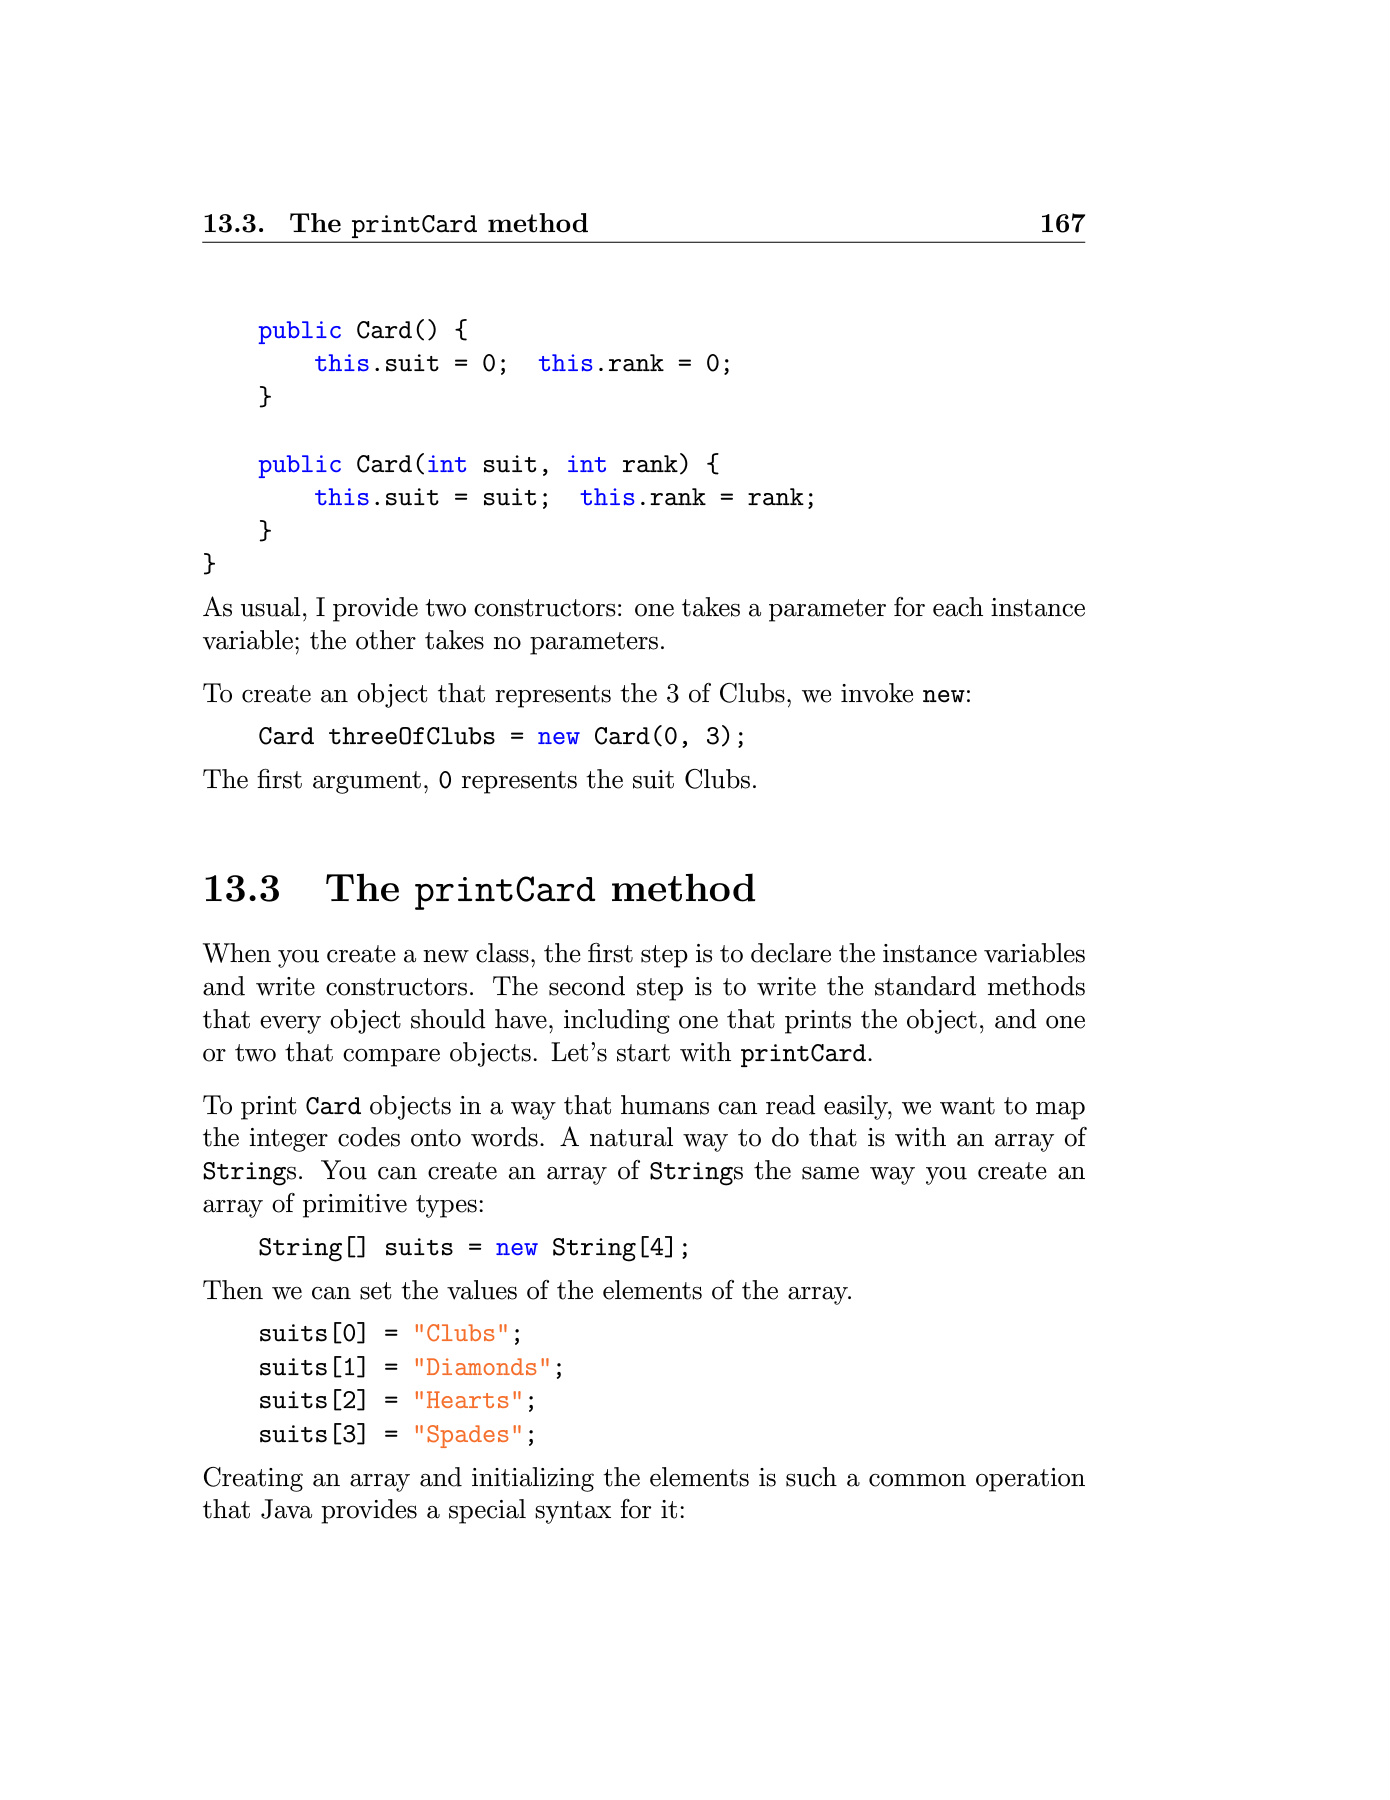 13.3. The printCard method 167
public Card() {
this.suit = 0; this.rank = 0;
}
public Card(int suit, int rank) {
this.suit = suit; this.rank = rank;
}
}
As usual, I provide two constructors: one takes a parameter for each instance
variable; the other takes no parameters.
To create an object that represents the 3 of Clubs, we invoke new:
Card threeOfClubs = new Card(0, 3);
The first argument, 0 represents the suit Clubs.
13.3 The printCard method
When you create a new class, the first step is to declare the instance variables
and write constructors. The second step is to write the standard methods
that every object should have, including one that prints the object, and one
or two that compare objects. Let's start with printCard.
To print Card objects in a way that humans can read easily, we want to map
the integer codes onto words. A natural way to do that is with an array of
Strings. You can create an array of Strings the same way you create an
array of primitive types:
String[] suits = new String[4];
Then we can set the values of the elements of the array.
suits[0] = "Clubs";
suits[1] = "Diamonds";
suits[2] = "Hearts";
suits[3] = "Spades";
Creating an array and initializing the elements is such a common operation
that Java provides a special syntax for it: